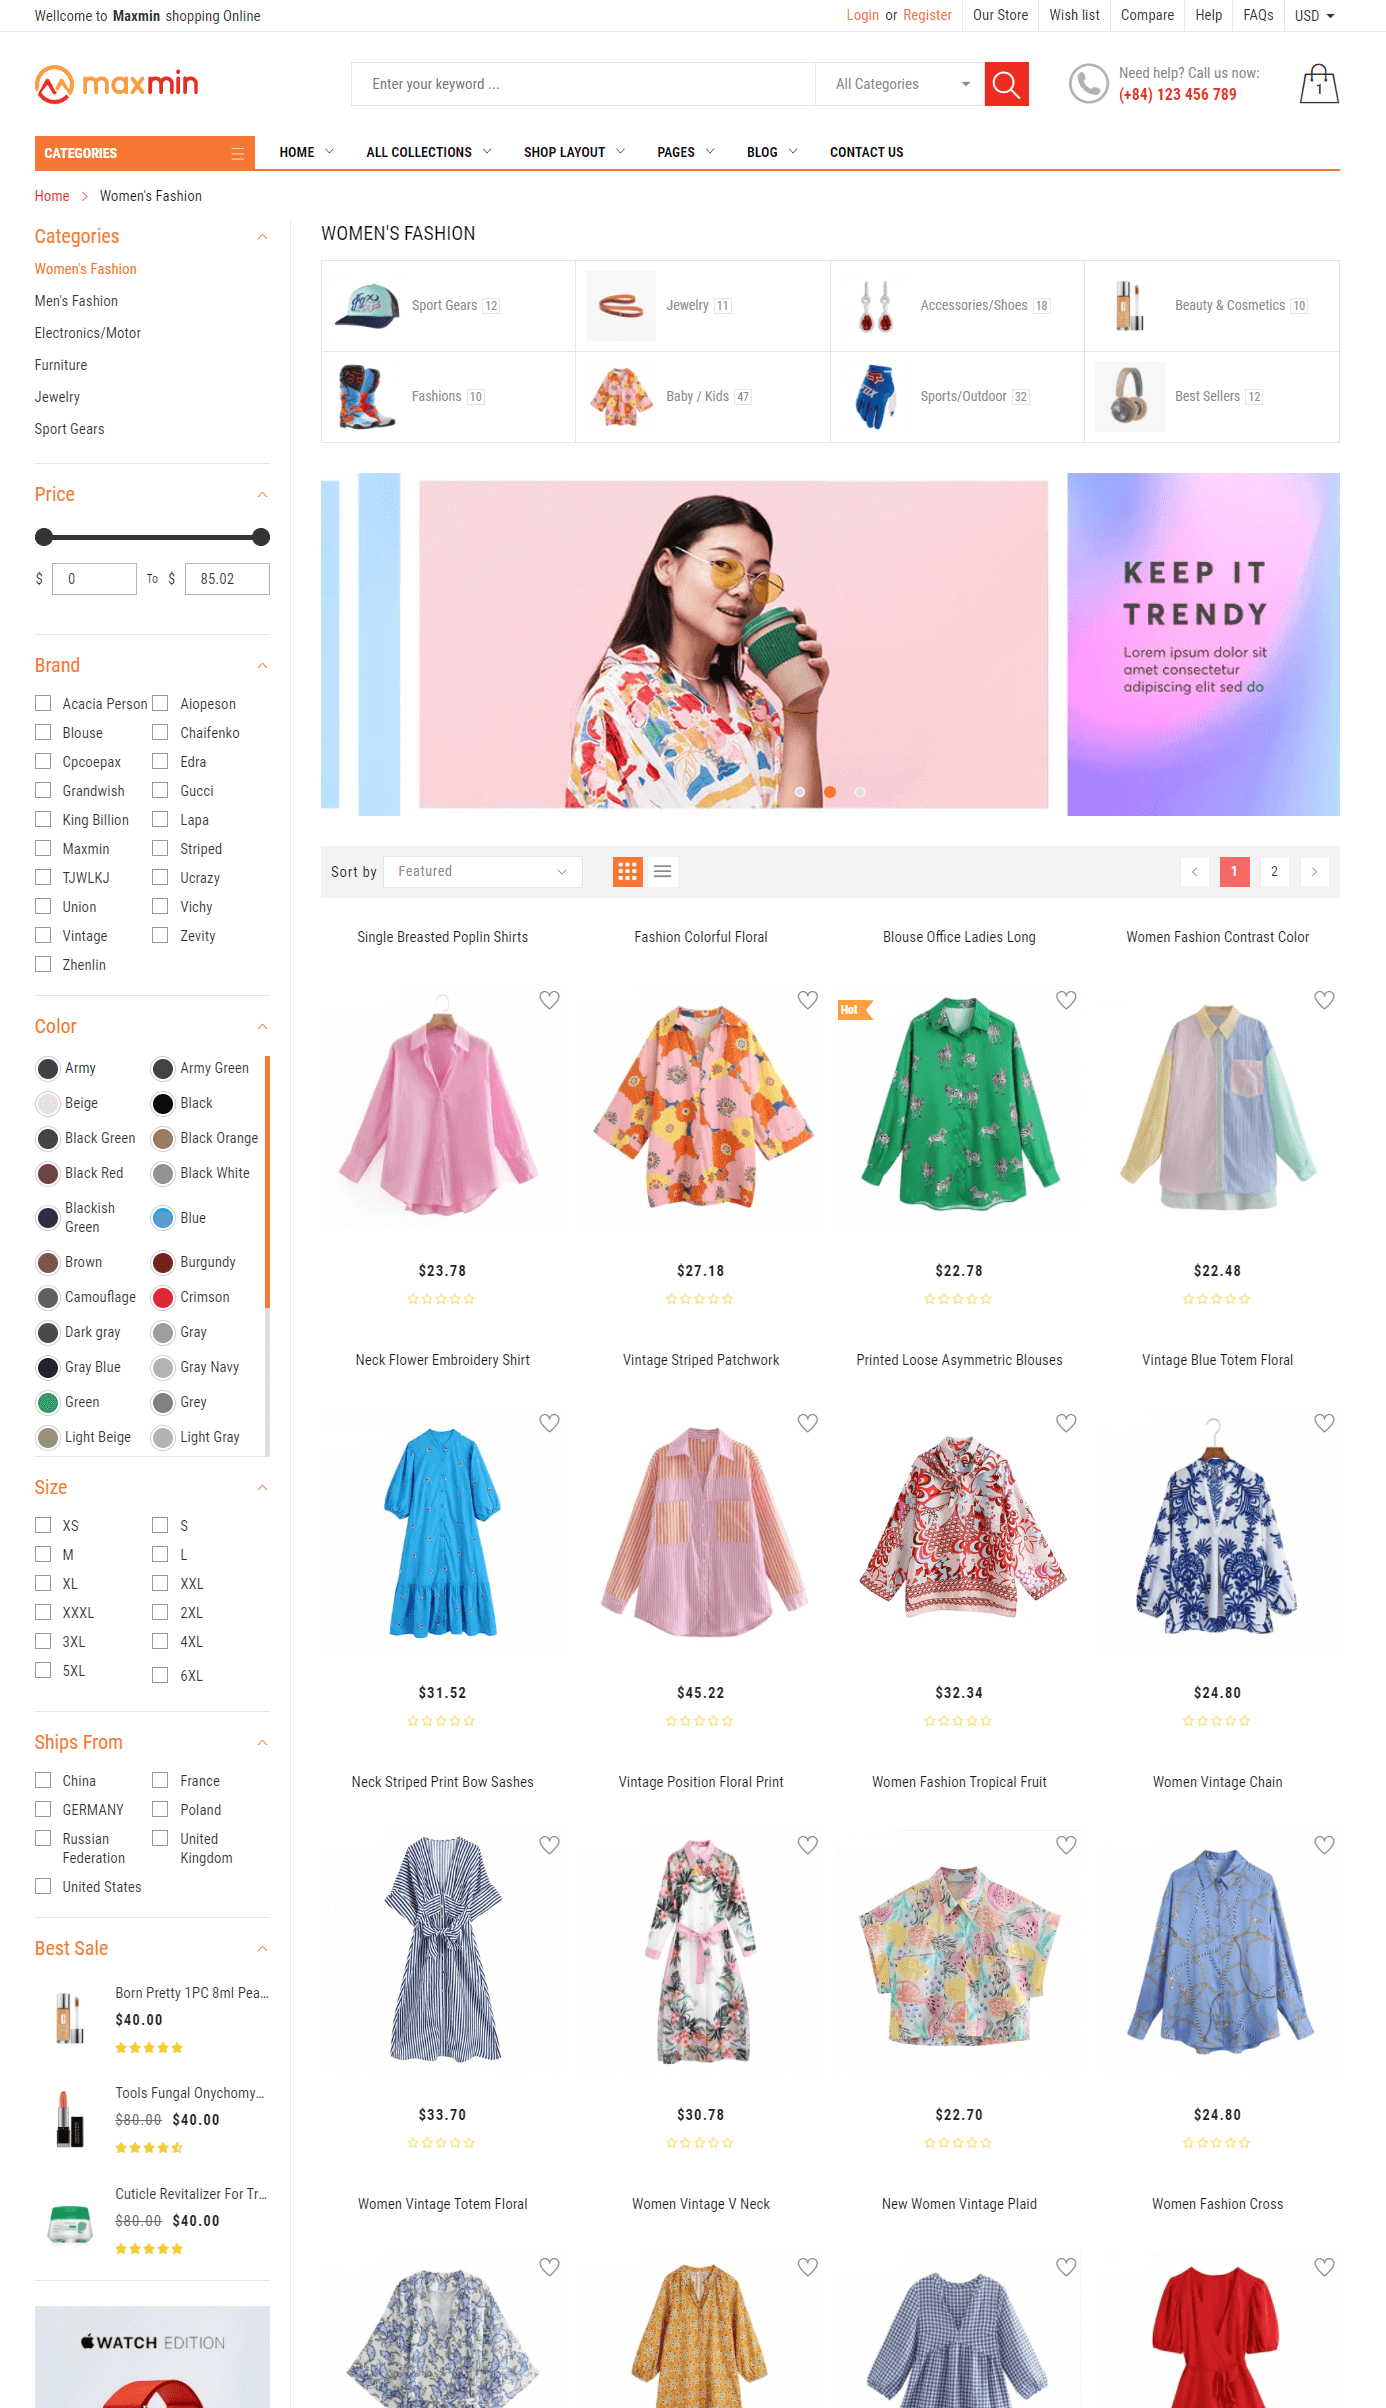 Wellcome to Maxmin shopping Online
Login or Register
Our Store
Wish list
Compare
Help
FAQs
USD
maxmin
Enter your keyword ...
All Categories
Need help? Call us now:
(+84) 123 456 789
1
CATEGORIES
HOME
ALL COLLECTIONS
SHOP LAYOUT
PAGES
BLOG
CONTACT US
Home > Women's Fashion
Categories
Women's Fashion
Men's Fashion
Electronics/Motor
Furniture
Jewelry
Sport Gears
Price
$ 0 To $ 85.02
Brand
Acacia Person
Aiopeson
Blouse
Chaifenko
Cpcoepax
Edra
Grandwish
Gucci
King Billion
Lapa
Maxmin
Striped
TJWLKJ
Ucrazy
Union
Vichy
Vintage
Zevity
Zhenlin
Color
Army
Army Green
Beige
Black
Black Green
Black Orange
Black Red
Black White
Blackish
Green
Blue
Brown
Burgundy
Camouflage
Crimson
Dark gray
Gray
Gray Blue
Gray Navy
Green
Grey
Light Beige
Light Gray
Size
XS
S
M
L
XL
XXL
XXXL
2XL
3XL
4XL
5XL
6XL
Ships From
China
France
GERMANY
Poland
Russian
Federation
United
Kingdom
United States
Best Sale
Born Pretty 1PC 8ml Pea...
$40.00
Tools Fungal Onychomy...
$80.00 $40.00
Cuticle Revitalizer For Tr...
$80.00 $40.00
WATCH EDITION
WOMEN'S FASHION
Sport Gears 12
Jewelry 11
Accessories/Shoes 18
Beauty & Cosmetics 10
Fashions 10
Baby / Kids 47
Sports/Outdoor 32
Best Sellers 12
KEEP IT
TRENDY
Lorem ipsum dolor sit
amet consectetur
adipiscing elit sed do
Sort by
Featured
1
2
Single Breasted Poplin Shirts
Fashion Colorful Floral
Blouse Office Ladies Long
Women Fashion Contrast Color
Hot
$23.78
$27.18
$22.78
$22.48
Neck Flower Embroidery Shirt
Vintage Striped Patchwork
Printed Loose Asymmetric Blouses
Vintage Blue Totem Floral
$31.52
$45.22
$32.34
$24.80
Neck Striped Print Bow Sashes
Vintage Position Floral Print
Women Fashion Tropical Fruit
Women Vintage Chain
$33.70
$30.78
$22.70
$24.80
Women Vintage Totem Floral
Women Vintage V Neck
New Women Vintage Plaid
Women Fashion Cross